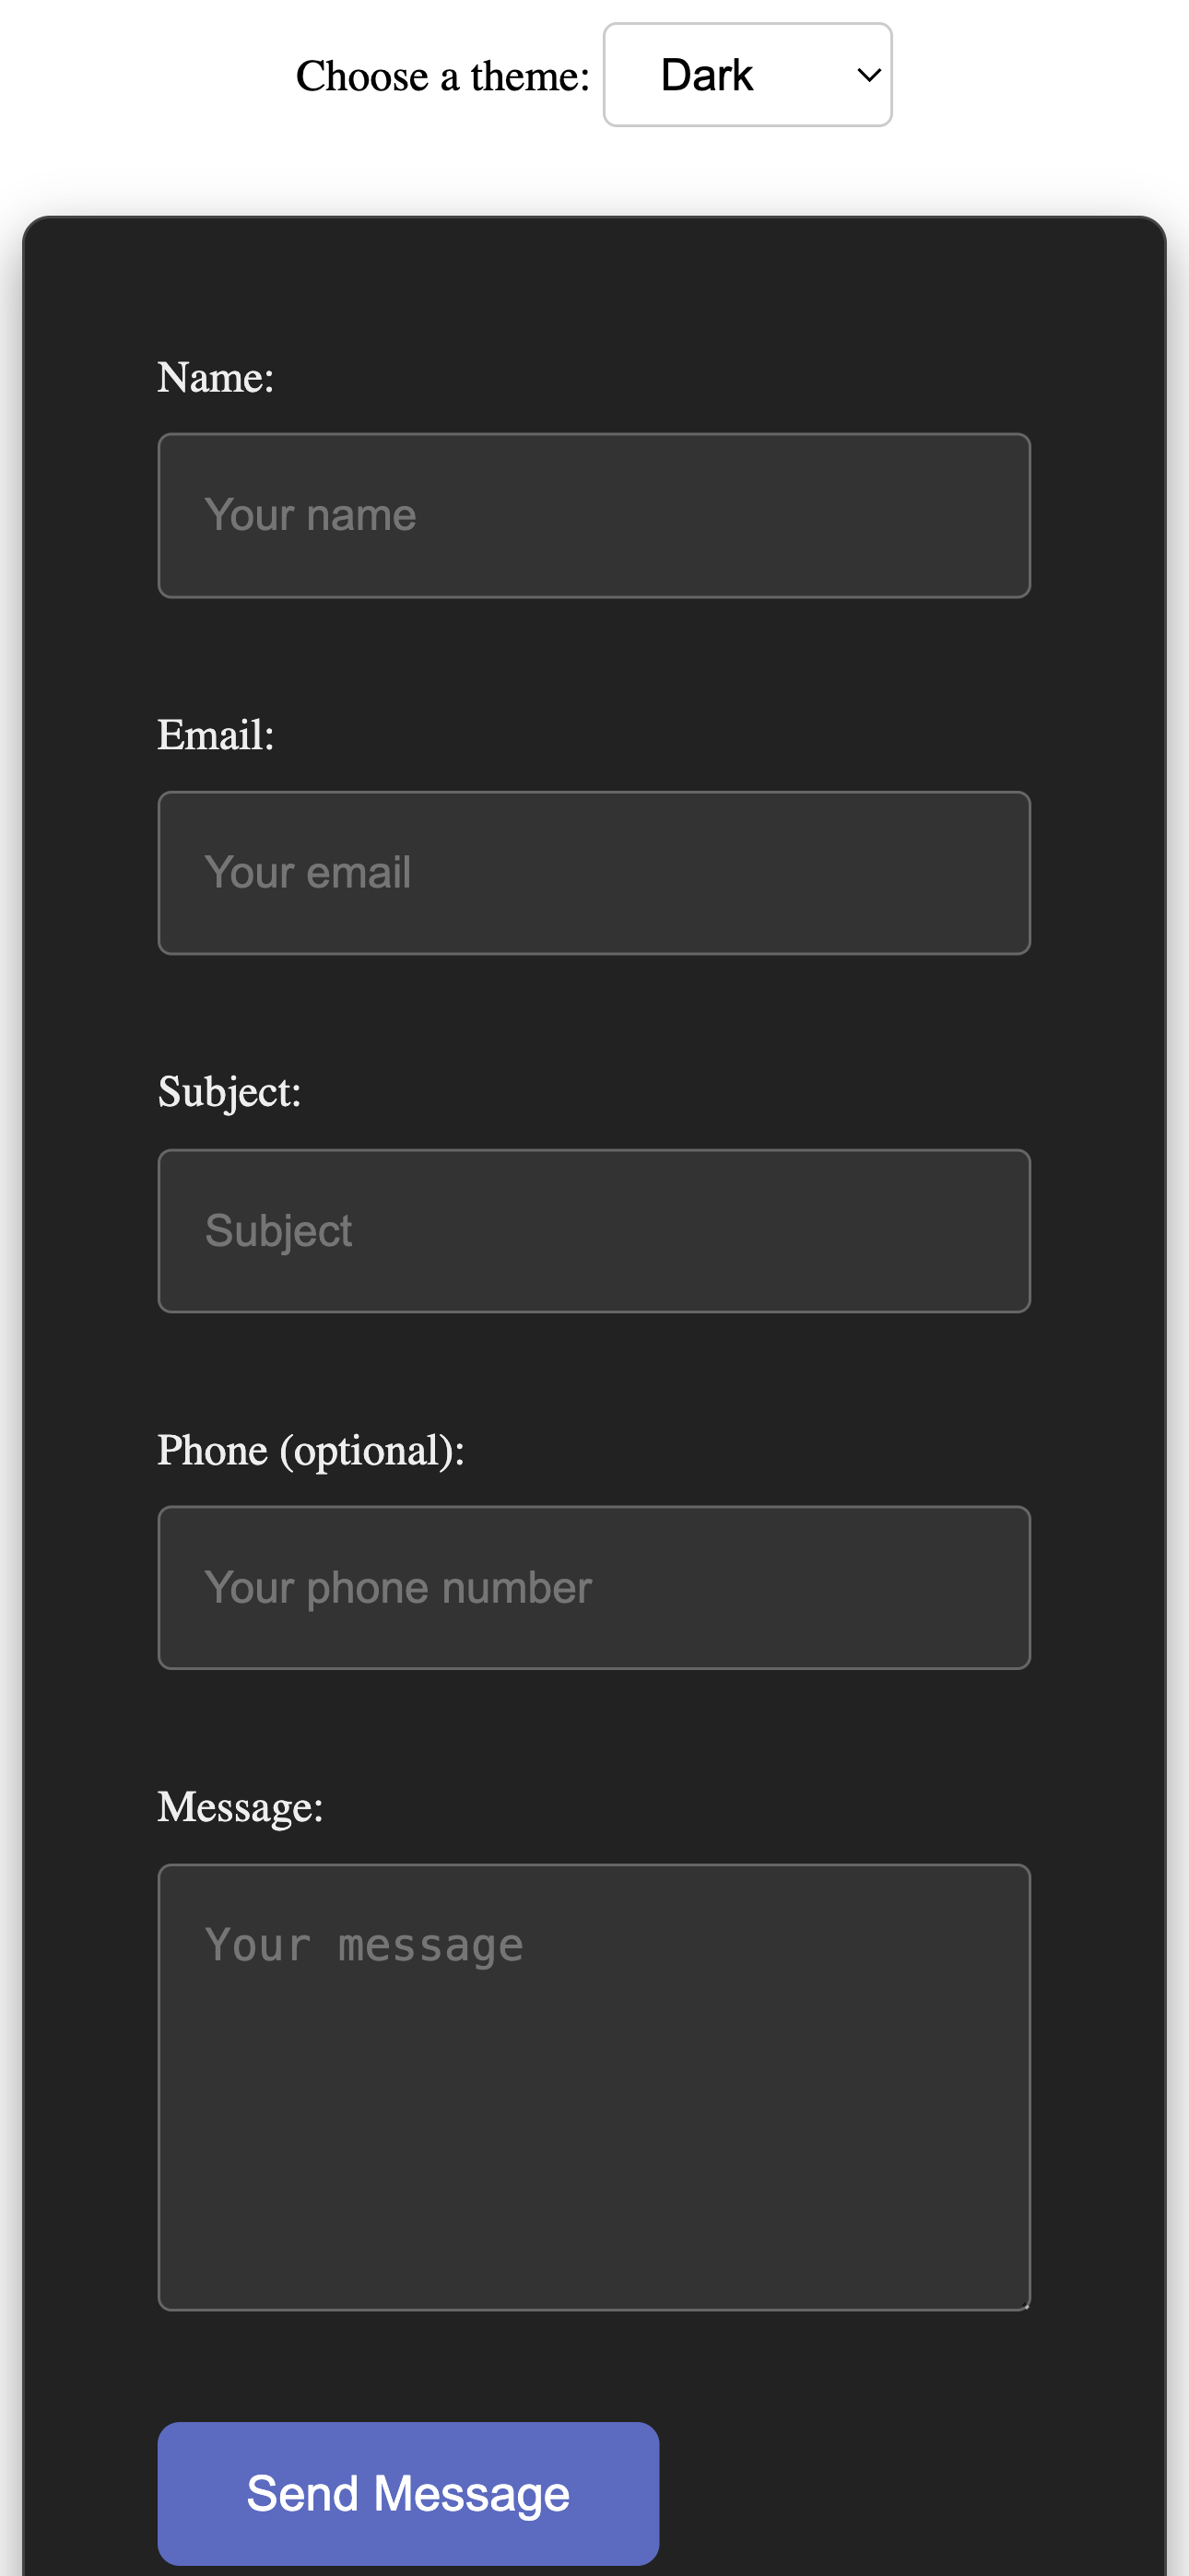 Choose a theme: Dark
Name:
Your name
Email:
Your email
Subject:
Subject
Phone (optional):
Your phone number
Message:
Your message
Send Message